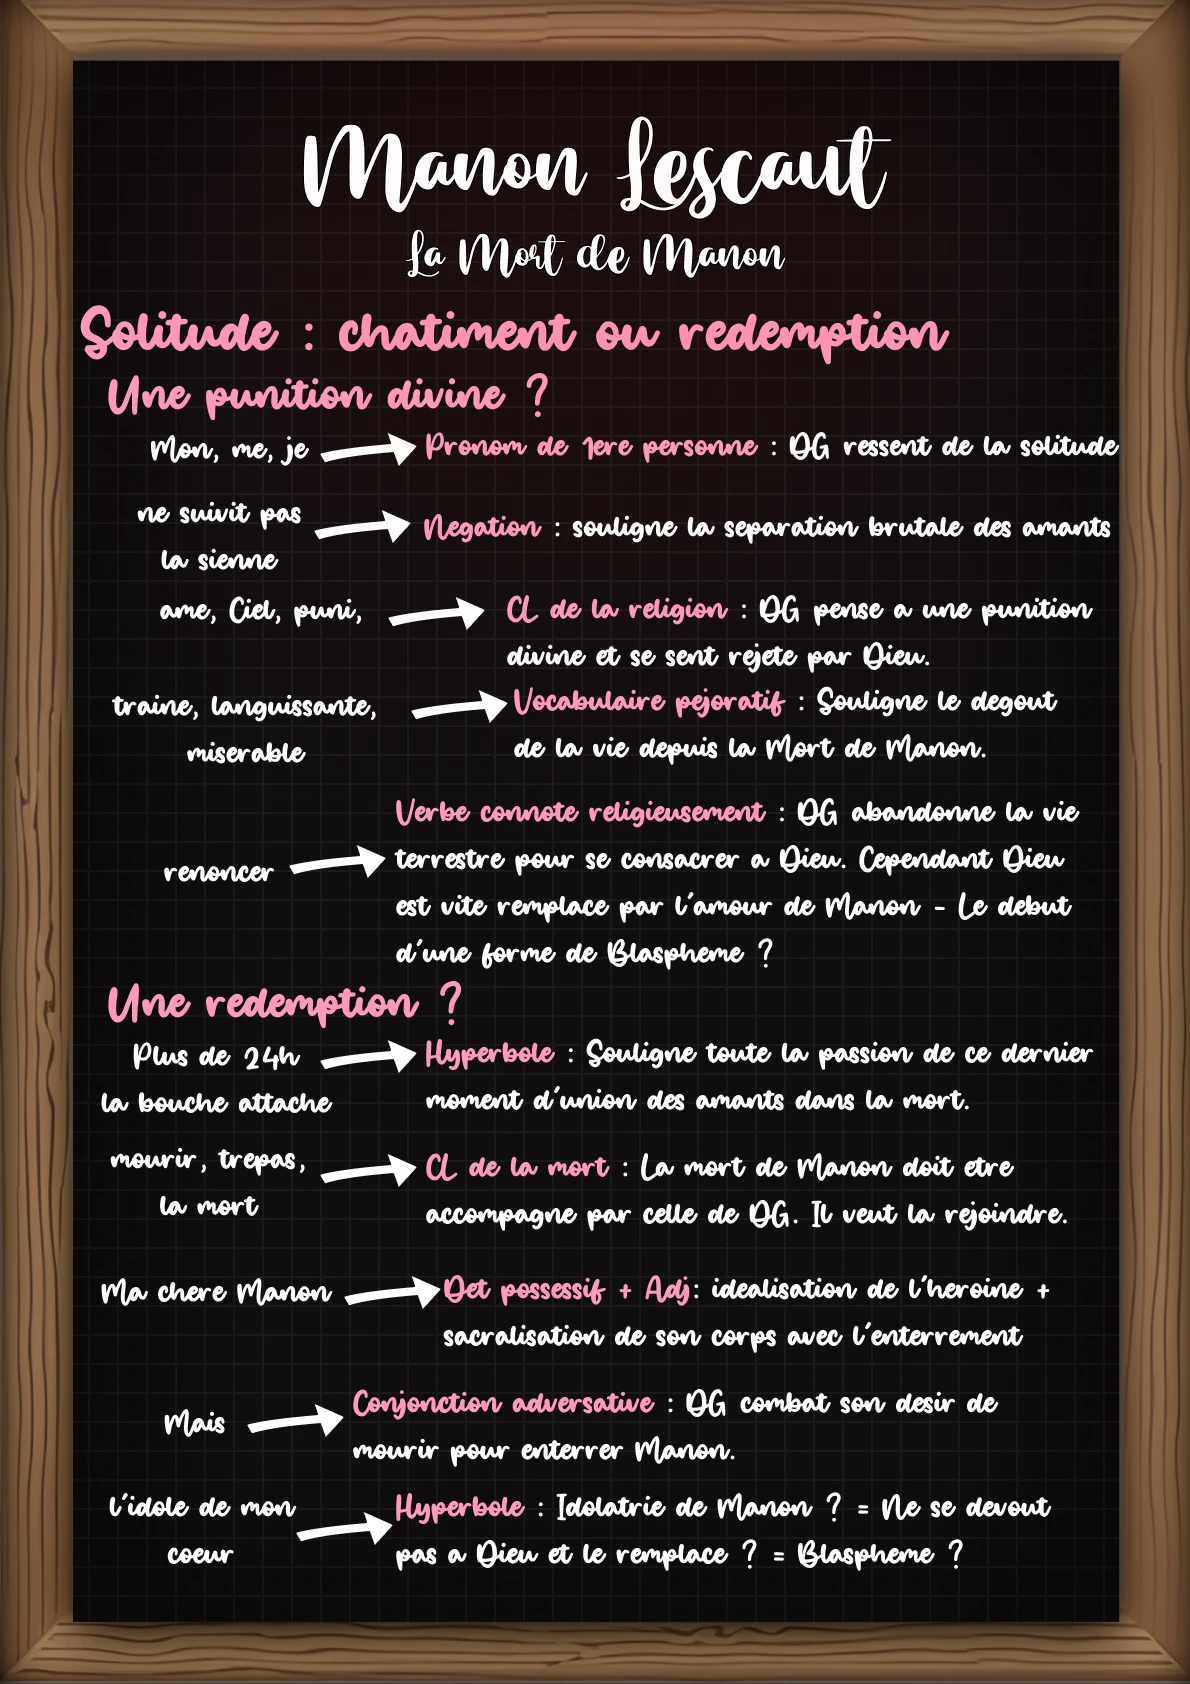 Manon Lescaut
La Mort de Manon
Solitude : chatiment ou redemption
Une punition divine ?
Mon, me, je
Pronom de 1ere personne : DG ressent de la solitude
ne suivit pas
la sienne
Negation : souligne la separation brutale des amants
ame, Ciel, puni,
CL de la religion : DG pense a une punition
divine et se sent rejete par Dieu.
traine, languissante,
miserable
Vocabulaire pejoratif : Souligne le degout
de la vie depuis la Mort de Manon.
renoncer
Verbe connote religieusement : DG abandonne la vie
terrestre pour se consacrer a Dieu. Cependant Dieu
est vite remplace par l'amour de Manon - Le debut
d'une forme de Blaspheme ?
Une redemption ?
Plus de 24h
la bouche attache
Hyperbole : Souligne toute la passion de ce dernier
moment d'union des amants dans la mort.
mourir, trepas,
la mort
CL de la mort : La mort de Manon doit etre
accompagne par celle de DG. Il veut la rejoindre.
Ma chere Manon
Det possessif + Adj: idealisation de l'heroine +
sacralisation de son corps avec l'enterrement
Mais
Conjonction adversative : DG combat son desir de
mourir pour enterrer Manon.
l'idole de mon
coeur
Hyperbole : Idolatrie de Manon ? = Ne se devout
pas a Dieu et le remplace ? = Blaspheme ?